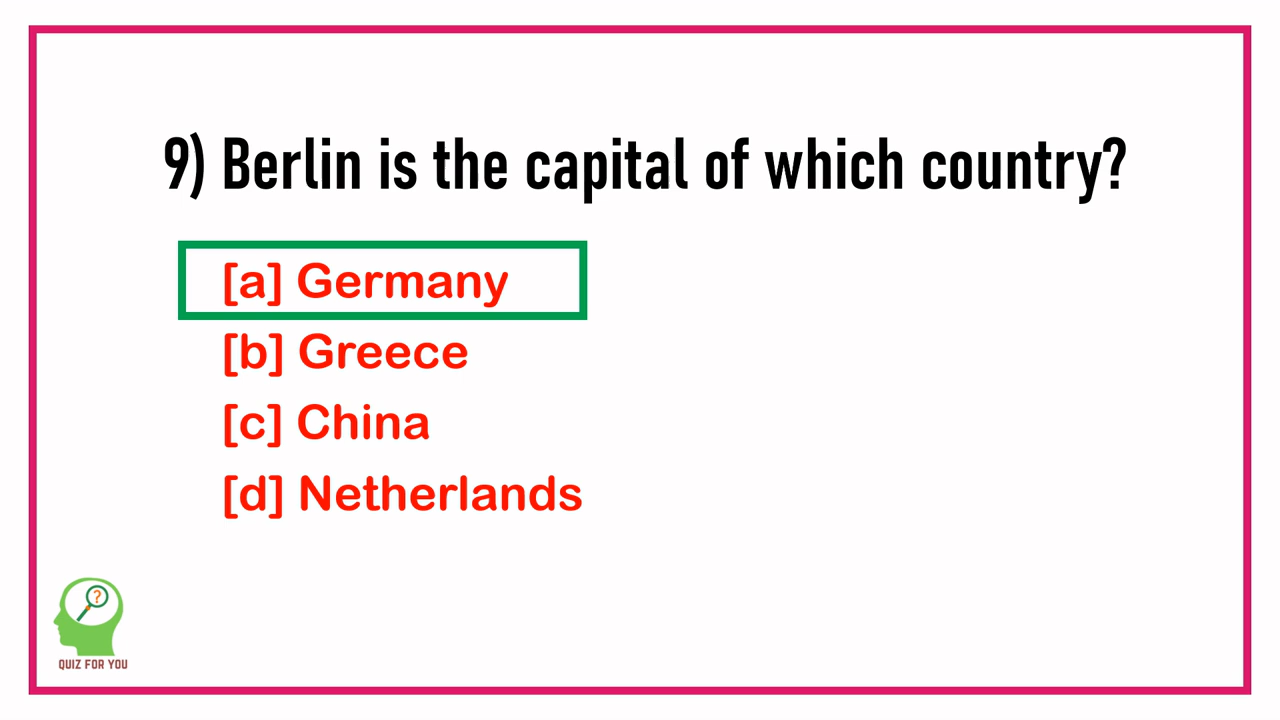 9) Berlin is the capital of which country?
[a] Germany
[b] Greece
[c] China
[d] Netherlands
?
QUIZ FOR YOU